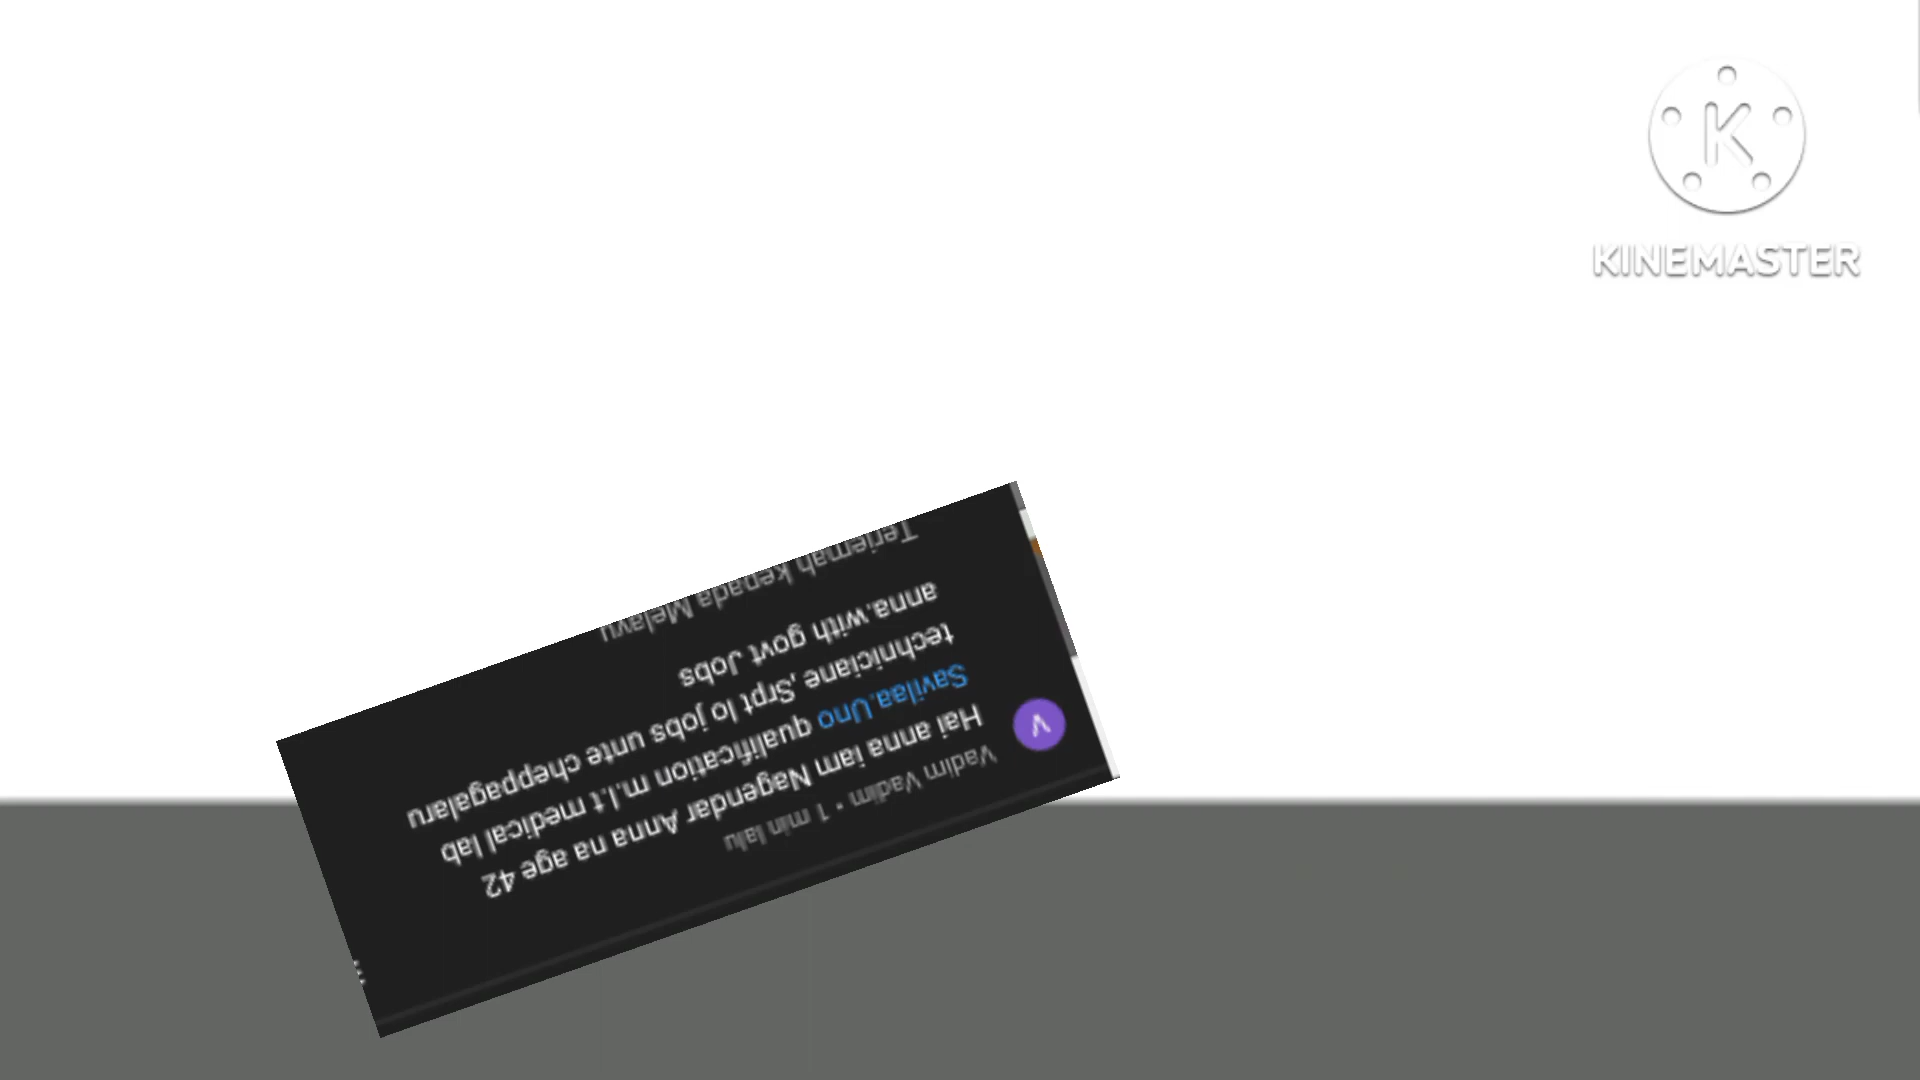 KINEMASTER
Vadim Vadim • 1 min lalu
Hai anna iam Nagendar Anna na age 42
Savilaa.Uno qualification m.l.t medical lab
techniciane ,Srpt lo jobs unte cheppagalaru
anna.with govt Jobs
Terjemah kepada Melayu